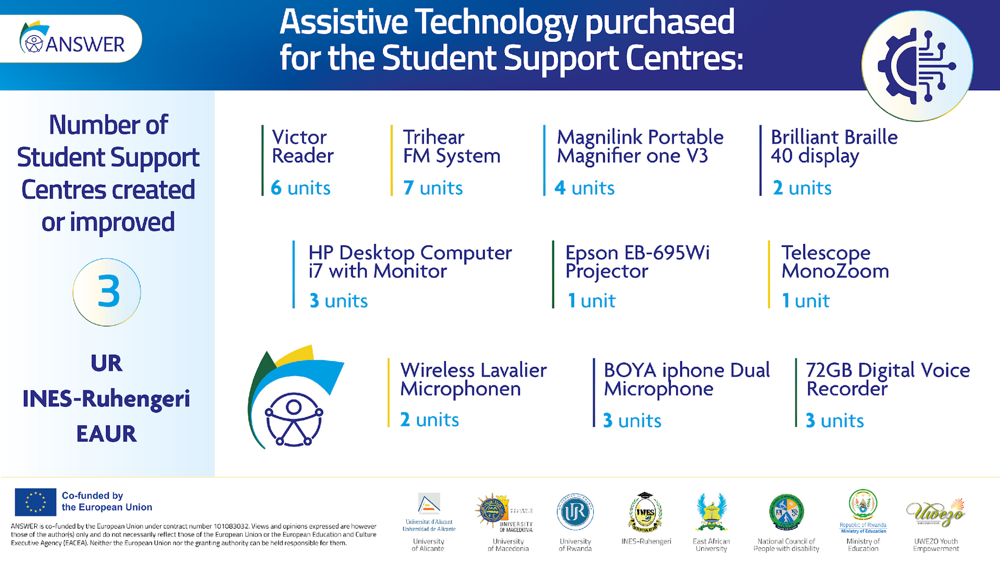 ANSWER
Assistive Technology purchased
for the Student Support Centres:
Number of
Student Support
Centres created
or improved
3
UR
INES-Ruhengeri
EAUR
Victor
Reader
6 units
Trihear
FM System
7 units
Magnilink Portable
Magnifier one V3
4 units
Brilliant Braille
40 display
2 units
HP Desktop Computer
i7 with Monitor
3 units
Epson EB-695Wi
Projector
1 unit
Telescope
MonoZoom
1 unit
Wireless Lavalier
Microphonen
2 units
BOYA iphone Dual
Microphone
3 units
72GB Digital Voice
Recorder
3 units
Co-funded by
the European Union
ANSWER is co-funded by the European Union under contract number 101083032. Views and opinions expressed are however
those of the author(s) only and do not necessarily reflect those of the European Union or the European Education and Culture
Executive Agency (EACEA). Neither the European Union nor the granting authority can be held responsible for them.
Universitat d'Alacant
Universidad de Alicante
University
of Alicante
HELLENIC
REPUBLIC
UNIVERSITY
OF MACEDONIA
University
of Macedonia
UNIVERSITY of RWANDA
UR
University
of Rwanda
INES
INES-Ruhengeri
East African
University
National Council of
People with disability
Republic of Rwanda
Ministry of Education
Ministry of
Education
Uwezo
UWEZO Youth
Empowerment